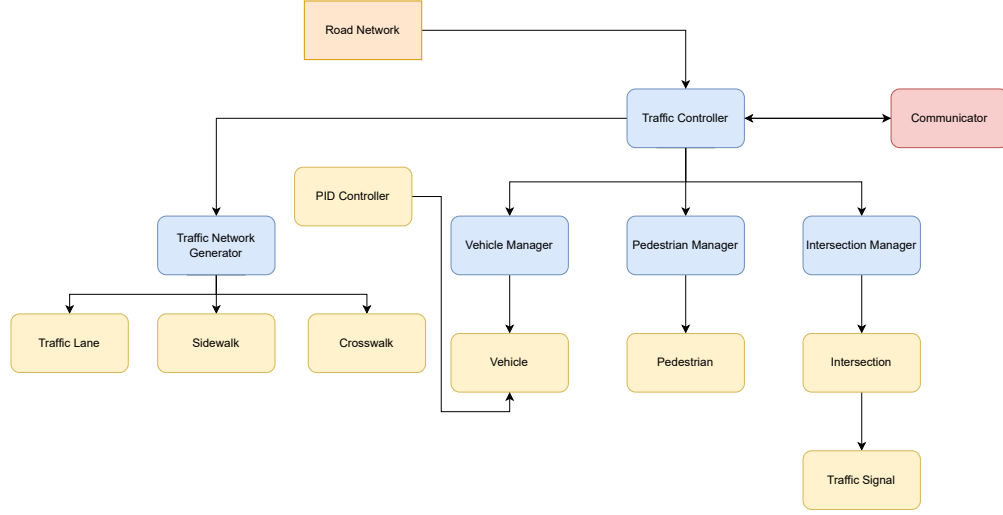 Road Network
Traffic Controller
Communicator
PID Controller
Traffic Network
Generator
Vehicle Manager
Pedestrian Manager
Intersection Manager
Traffic Lane
Sidewalk
Crosswalk
Vehicle
Pedestrian
Intersection
Traffic Signal